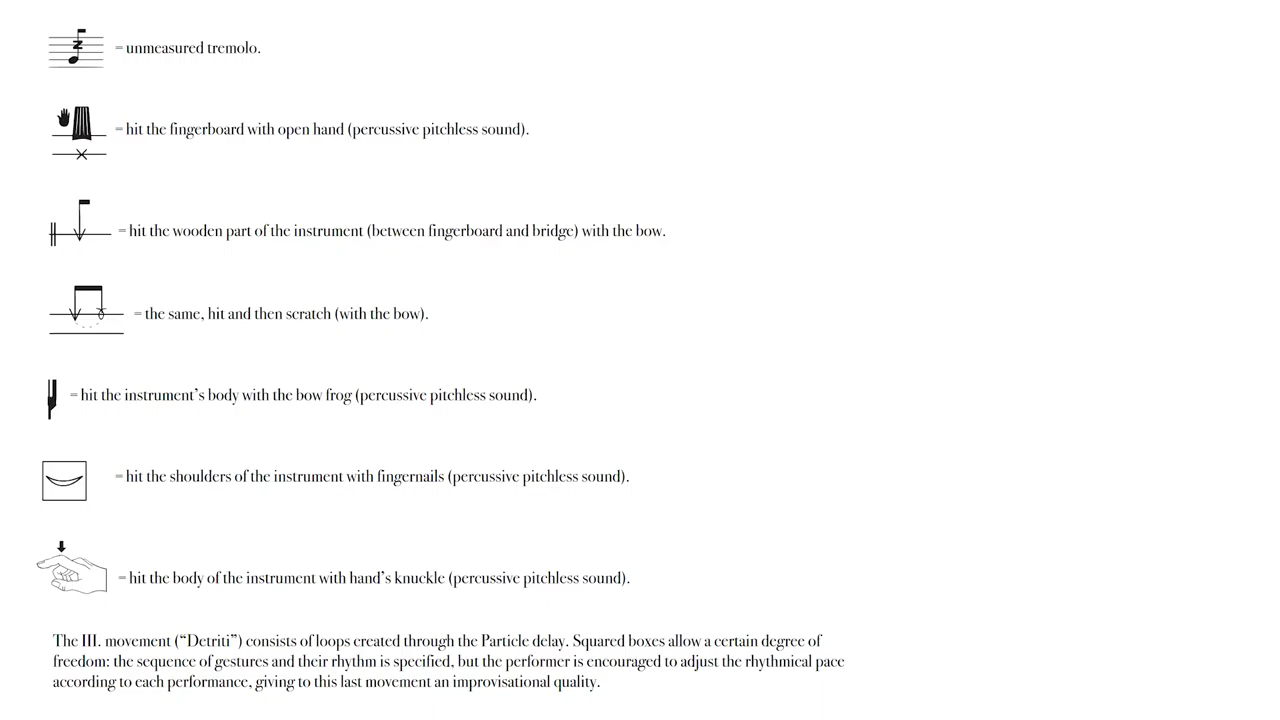 = unmeasured tremolo.
= hit the fingerboard with open hand (percussive pitchless sound).
= hit the wooden part of the instrument (between fingerboard and bridge) with the bow.
= the same, hit and then scratch (with the bow).
= hit the instrument’s body with the bow frog (percussive pitchless sound).
= hit the shoulders of the instrument with fingernails (percussive pitchless sound).
= hit the body of the instrument with hand’s knuckle (percussive pitchless sound).
The III. movement (“Detriti”) consists of loops created through the Particle delay. Squared boxes allow a certain degree of
freedom: the sequence of gestures and their rhythm is specified, but the performer is encouraged to adjust the rhythmical pace
according to each performance, giving to this last movement an improvisational quality.